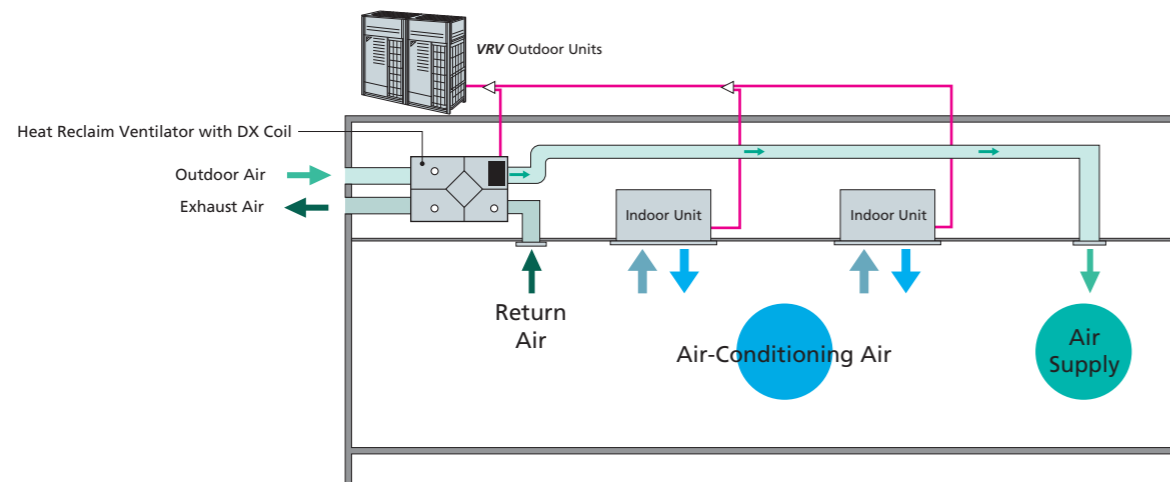 VRV Outdoor Units
Heat Reclaim Ventilator with DX Coil
Outdoor Air
Exhaust Air
Indoor Unit
Indoor Unit
Return
Air
Air-Conditioning Air
Air
Supply